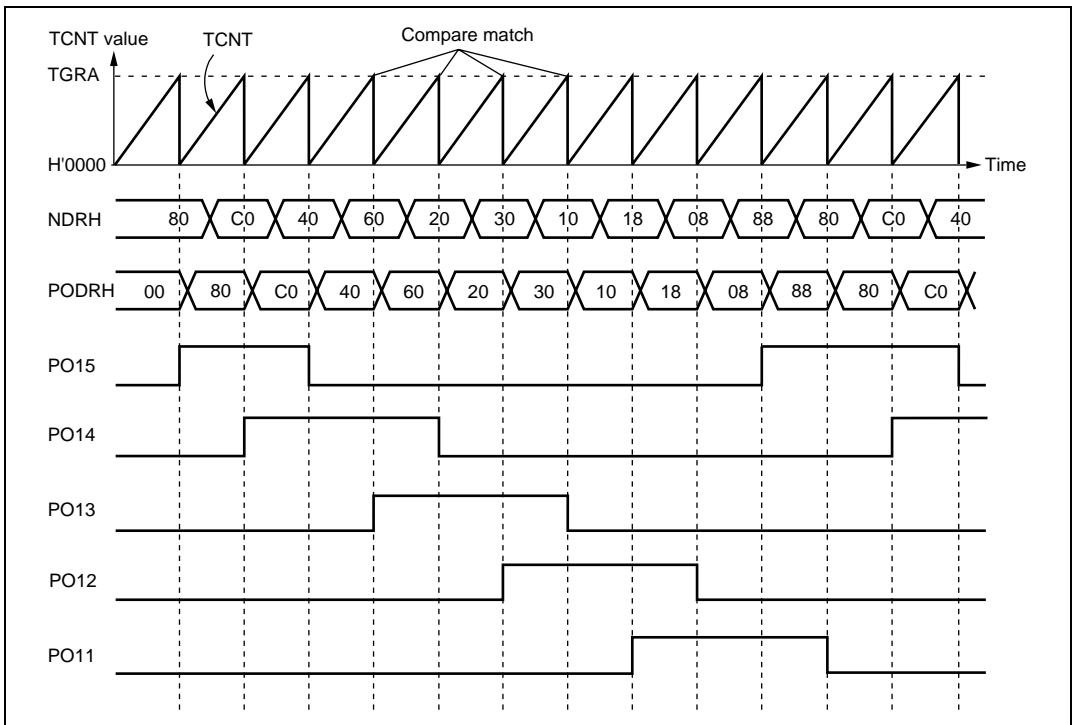 TCNT value TCNT Compare match
TGRA
H'0000 Time
NDRH 80 C0 40 60 20 30 10 18 08 88 80 C0 40
PODRH 00 80 C0 40 60 20 30 10 18 08 88 80 C0
PO15
PO14
PO13
PO12
PO11